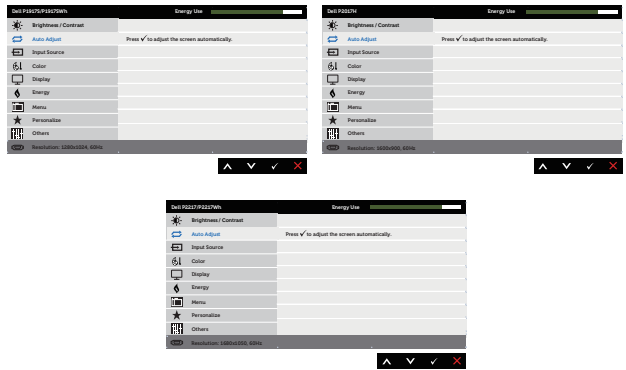 Dell P1917S/P1917SWh Energy Use
Brightness / Contrast
Auto Adjust Press ✓ to adjust the screen automatically.
Input Source
Color
Display
Energy
Menu
Personalize
Others
Resolution: 1280x1024, 60Hz
Dell P2017H Energy Use
Brightness / Contrast
Auto Adjust Press ✓ to adjust the screen automatically.
Input Source
Color
Display
Energy
Menu
Personalize
Others
Resolution: 1600x900, 60Hz
Dell P2217/P2217Wh Energy Use
Brightness / Contrast
Auto Adjust Press ✓ to adjust the screen automatically.
Input Source
Color
Display
Energy
Menu
Personalize
Others
Resolution: 1680x1050, 60Hz